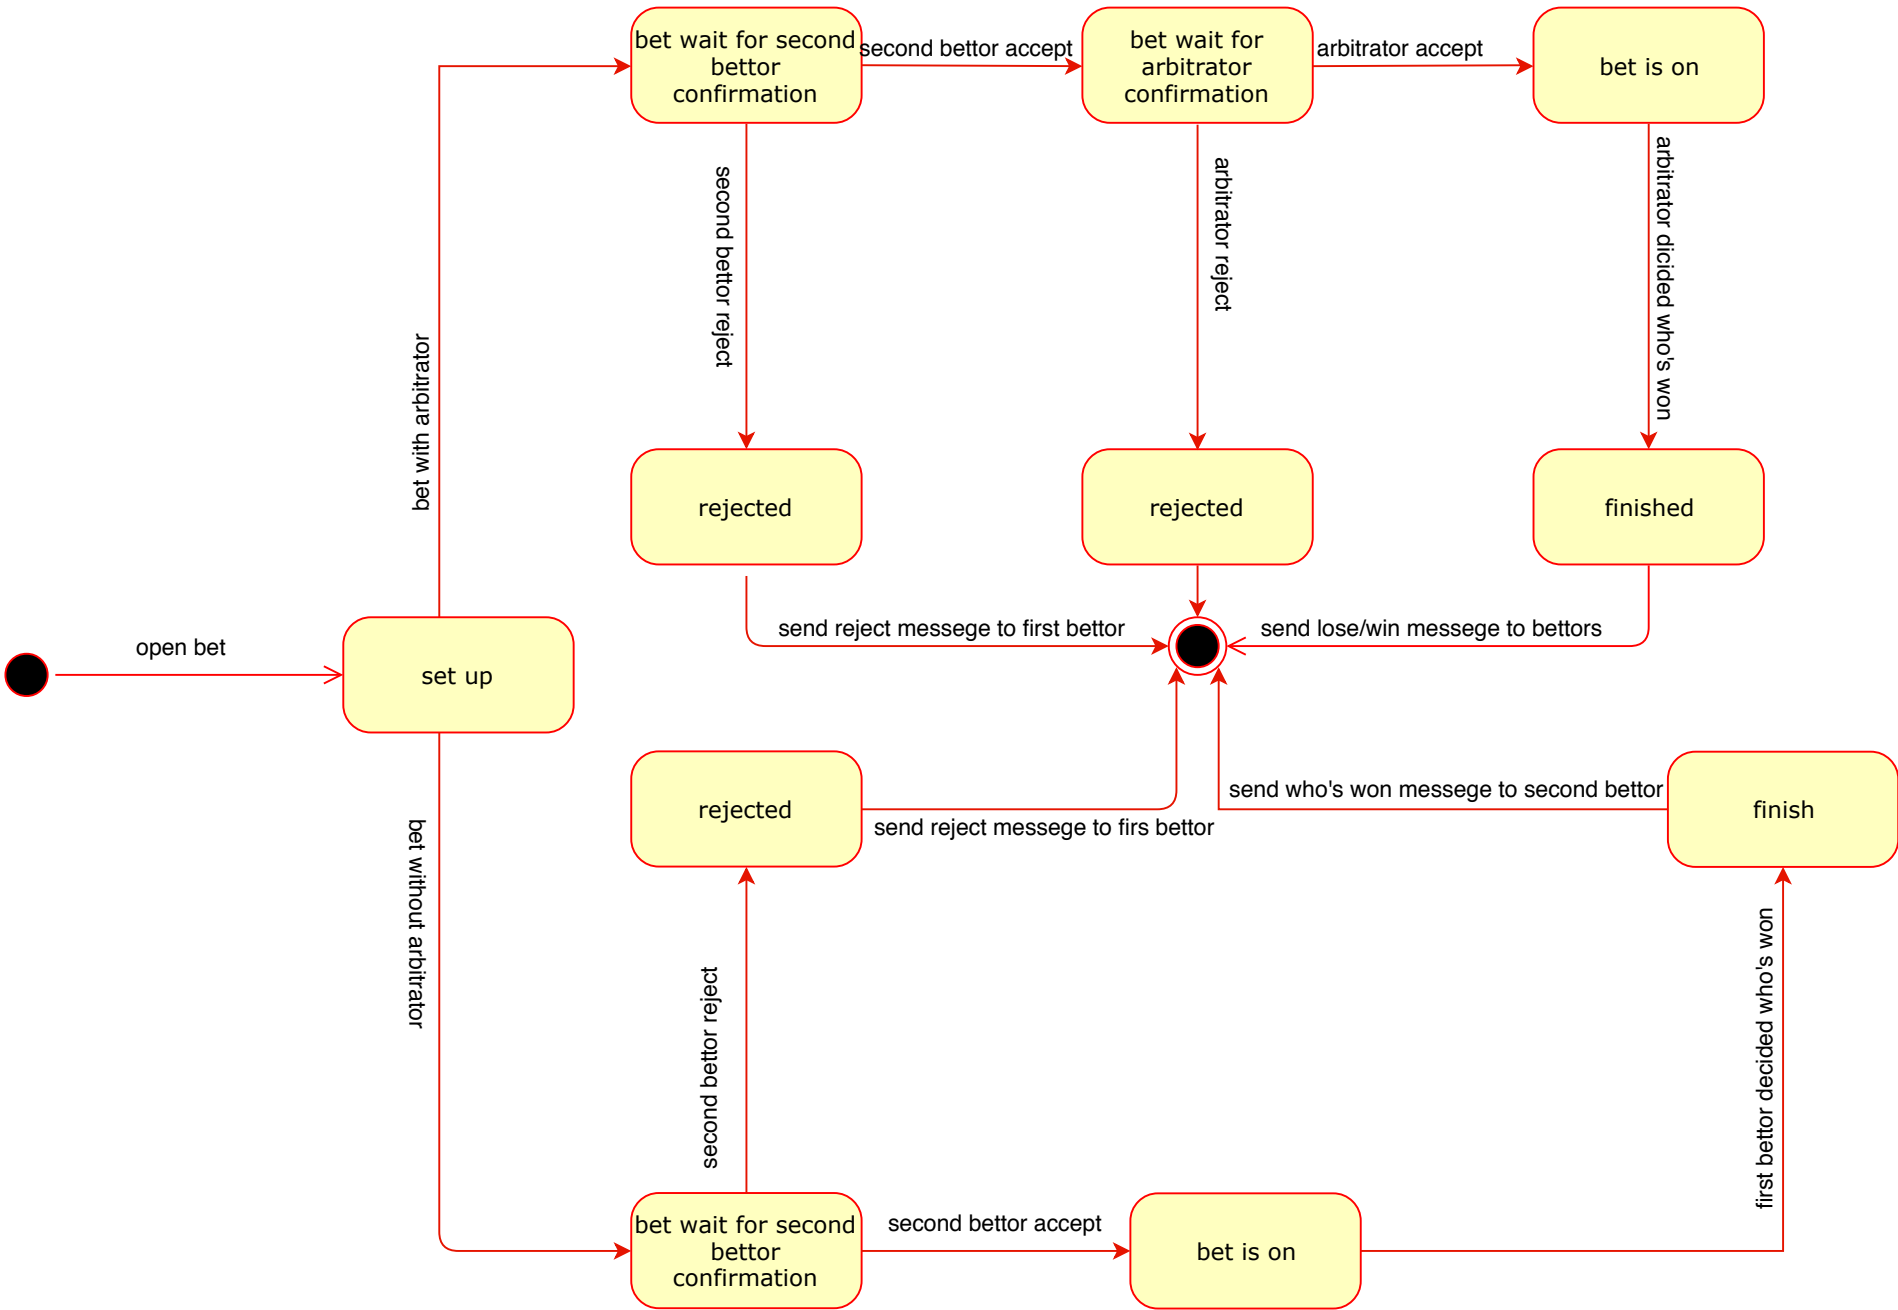 bet wait for second
bettor
confirmation
second bettor accept
bet wait for
arbitrator
confirmation
arbitrator accept
bet is on
second bettor reject
arbitrator reject
arbitrator dicided who's won
bet with arbitrator
rejected
rejected
finished
open bet
set up
send reject messege to first bettor
send lose/win messege to bettors
rejected
send reject messege to firs bettor
send who's won messege to second bettor
finish
bet without arbitrator
second bettor reject
first bettor decided who's won
bet wait for second
bettor
confirmation
second bettor accept
bet is on